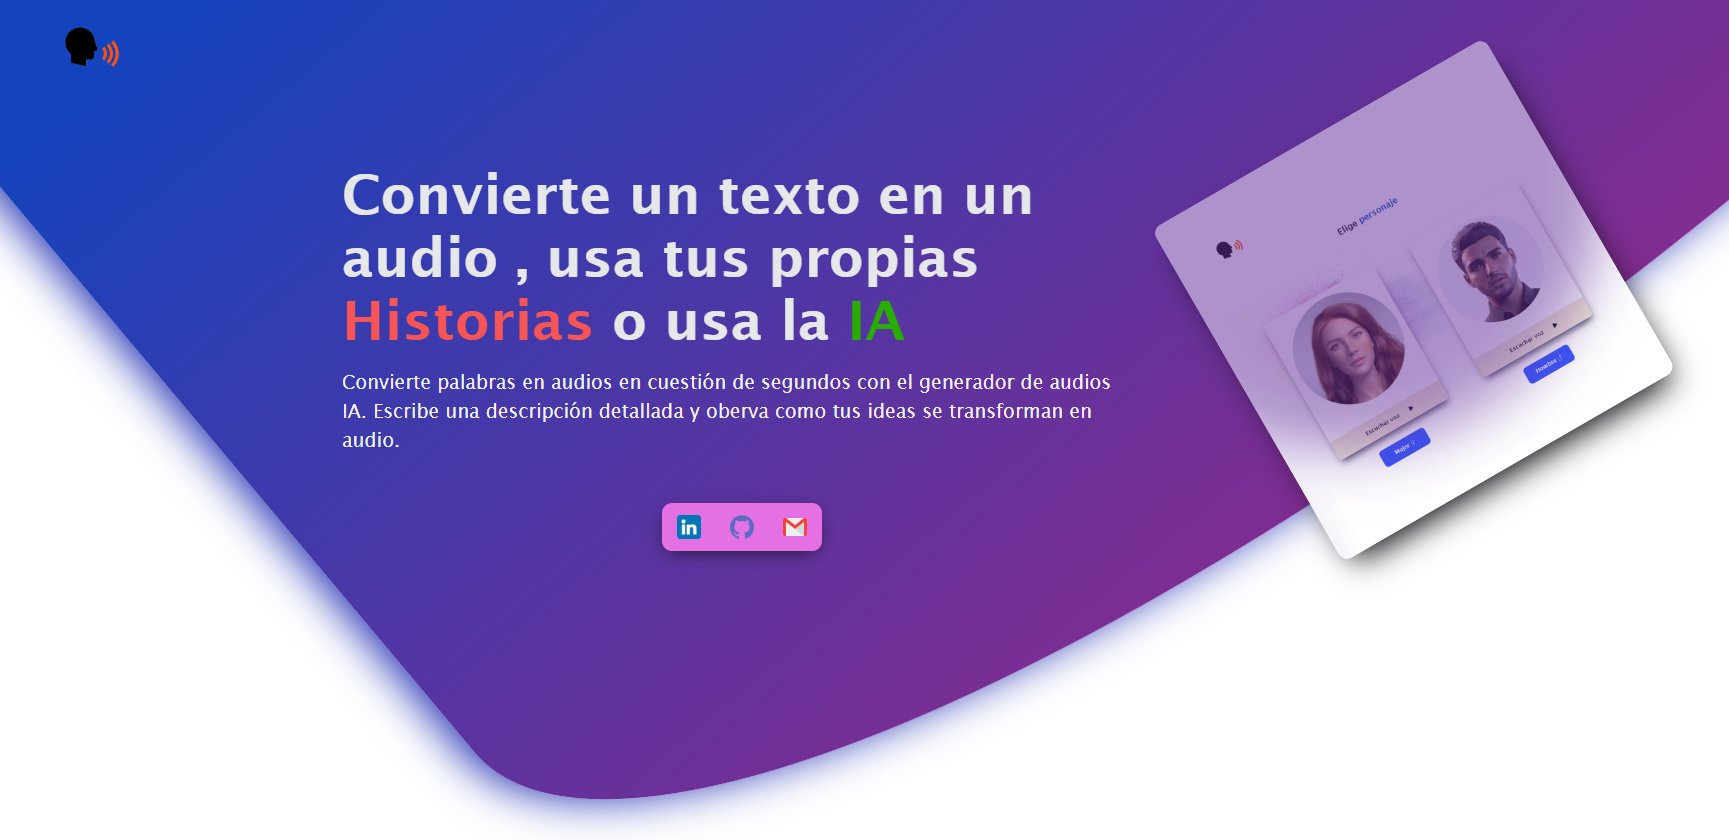 Convierte un texto en un
audio , usa tus propias
Historias o usa la IA
Convierte palabras en audios en cuestión de segundos con el generador de audios
IA. Escribe una descripción detallada y oberva como tus ideas se transforman en
audio.
in
Elige personaje
Escuchar voz
Hombre
Escuchar voz
Mujer